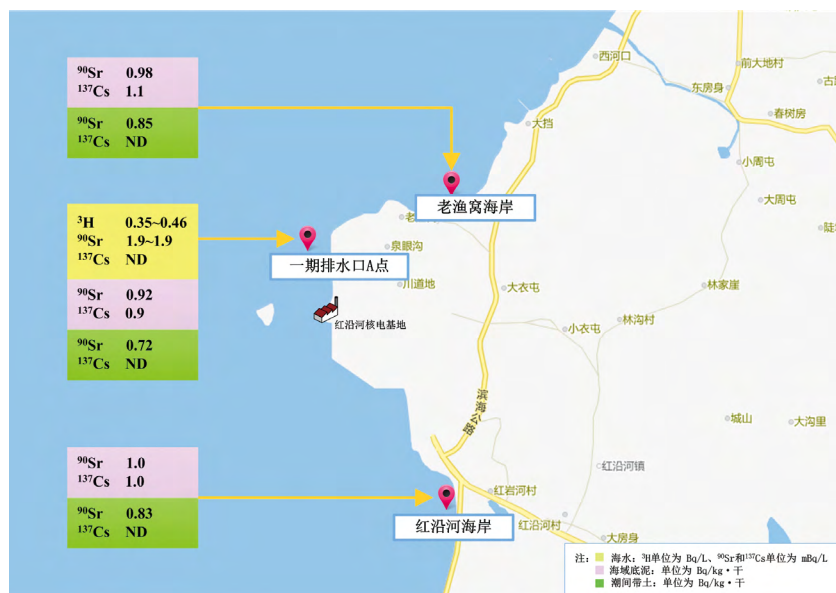 ⁹⁰Sr 0.98
¹³⁷Cs 1.1
⁹⁰Sr 0.85
¹³⁷Cs ND
³H 0.35~0.46
⁹⁰Sr 1.9~1.9
¹³⁷Cs ND
⁹⁰Sr 0.92
¹³⁷Cs 0.9
⁹⁰Sr 0.72
¹³⁷Cs ND
⁹⁰Sr 1.0
¹³⁷Cs 1.0
⁹⁰Sr 0.83
¹³⁷Cs ND
西河口
前大地村
东房身
春树房
大挡
小周屯
大周屯
老渔窝海岸
泉眼沟
一期排水口A点
川道地
大衣屯
林家崖
红沿河核电基地
小衣屯
林沟村
滨海公路
城山
大沟里
红沿河镇
红岩河村
红沿河海岸
红沿河村
大房身
注：
海水：³H单位为 Bq/L、⁹⁰Sr和¹³⁷Cs单位为 mBq/L
海域底泥：单位为 Bq/kg·干
潮间带土：单位为 Bq/kg·干